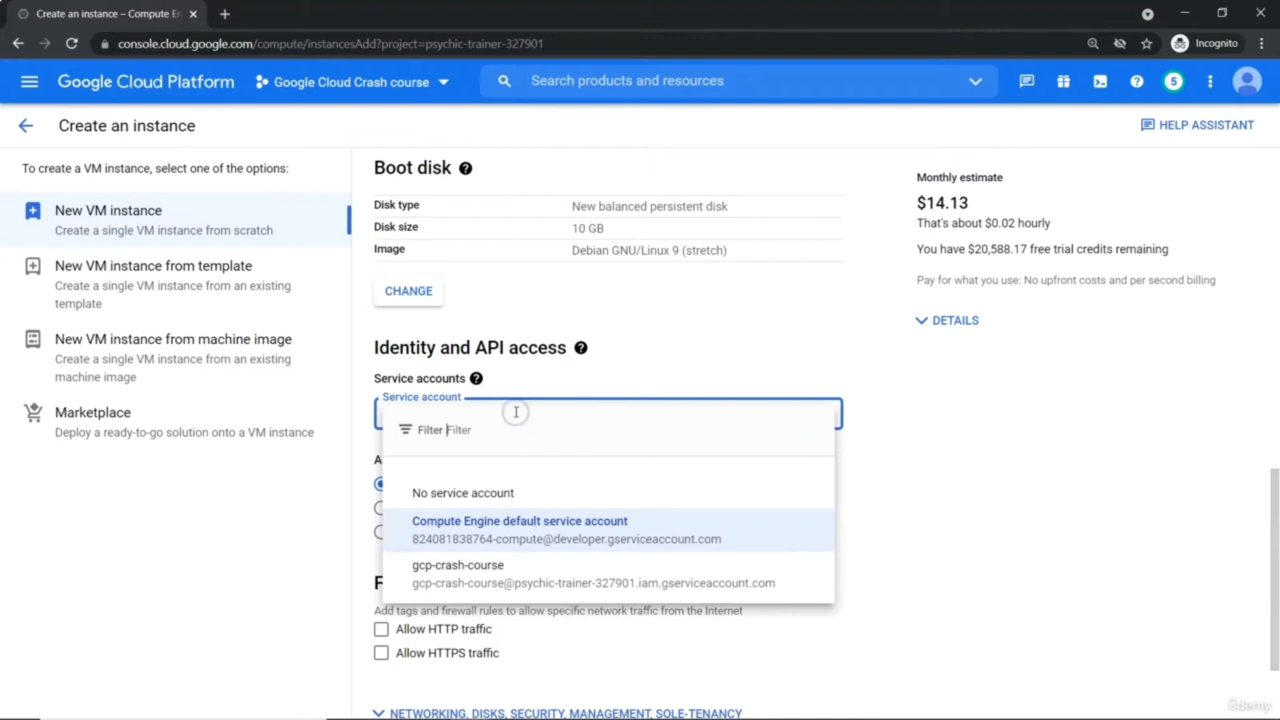 Create an instance – Compute En
console.cloud.google.com/compute/instancesAdd?project=psychic-trainer-327901
Incognito
Google Cloud Platform
Google Cloud Crash course
Search products and resources
5
Create an instance
HELP ASSISTANT
To create a VM instance, select one of the options:
New VM instance
Create a single VM instance from scratch
New VM instance from template
Create a single VM instance from an existing
template
New VM instance from machine image
Create a single VM instance from an existing
machine image
Marketplace
Deploy a ready-to-go solution onto a VM instance
Boot disk
Disk type New balanced persistent disk
Disk size 10 GB
Image Debian GNU/Linux 9 (stretch)
CHANGE
Identity and API access
Service accounts
Service account
Filter Filter
No service account
Compute Engine default service account
824081838764-compute@developer.gserviceaccount.com
gcp-crash-course
gcp-crash-course@psychic-trainer-327901.iam.gserviceaccount.com
A
F
Add tags and firewall rules to allow specific network traffic from the Internet
Allow HTTP traffic
Allow HTTPS traffic
NETWORKING, DISKS, SECURITY, MANAGEMENT, SOLE-TENANCY
Monthly estimate
$14.13
That's about $0.02 hourly
You have $20,588.17 free trial credits remaining
Pay for what you use: No upfront costs and per second billing
DETAILS
ûdemy